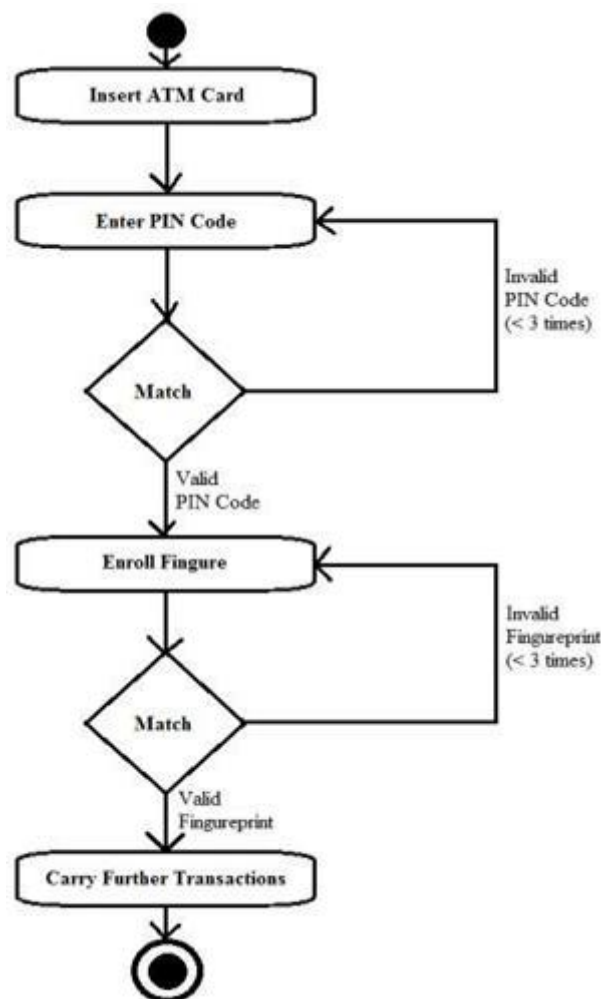 Insert ATM Card
Enter PIN Code
Invalid
PIN Code
(< 3 times)
Match
Valid
PIN Code
Enroll Fingure
Invalid
Fingureprint
(< 3 times)
Match
Valid
Fingureprint
Carry Further Transactions